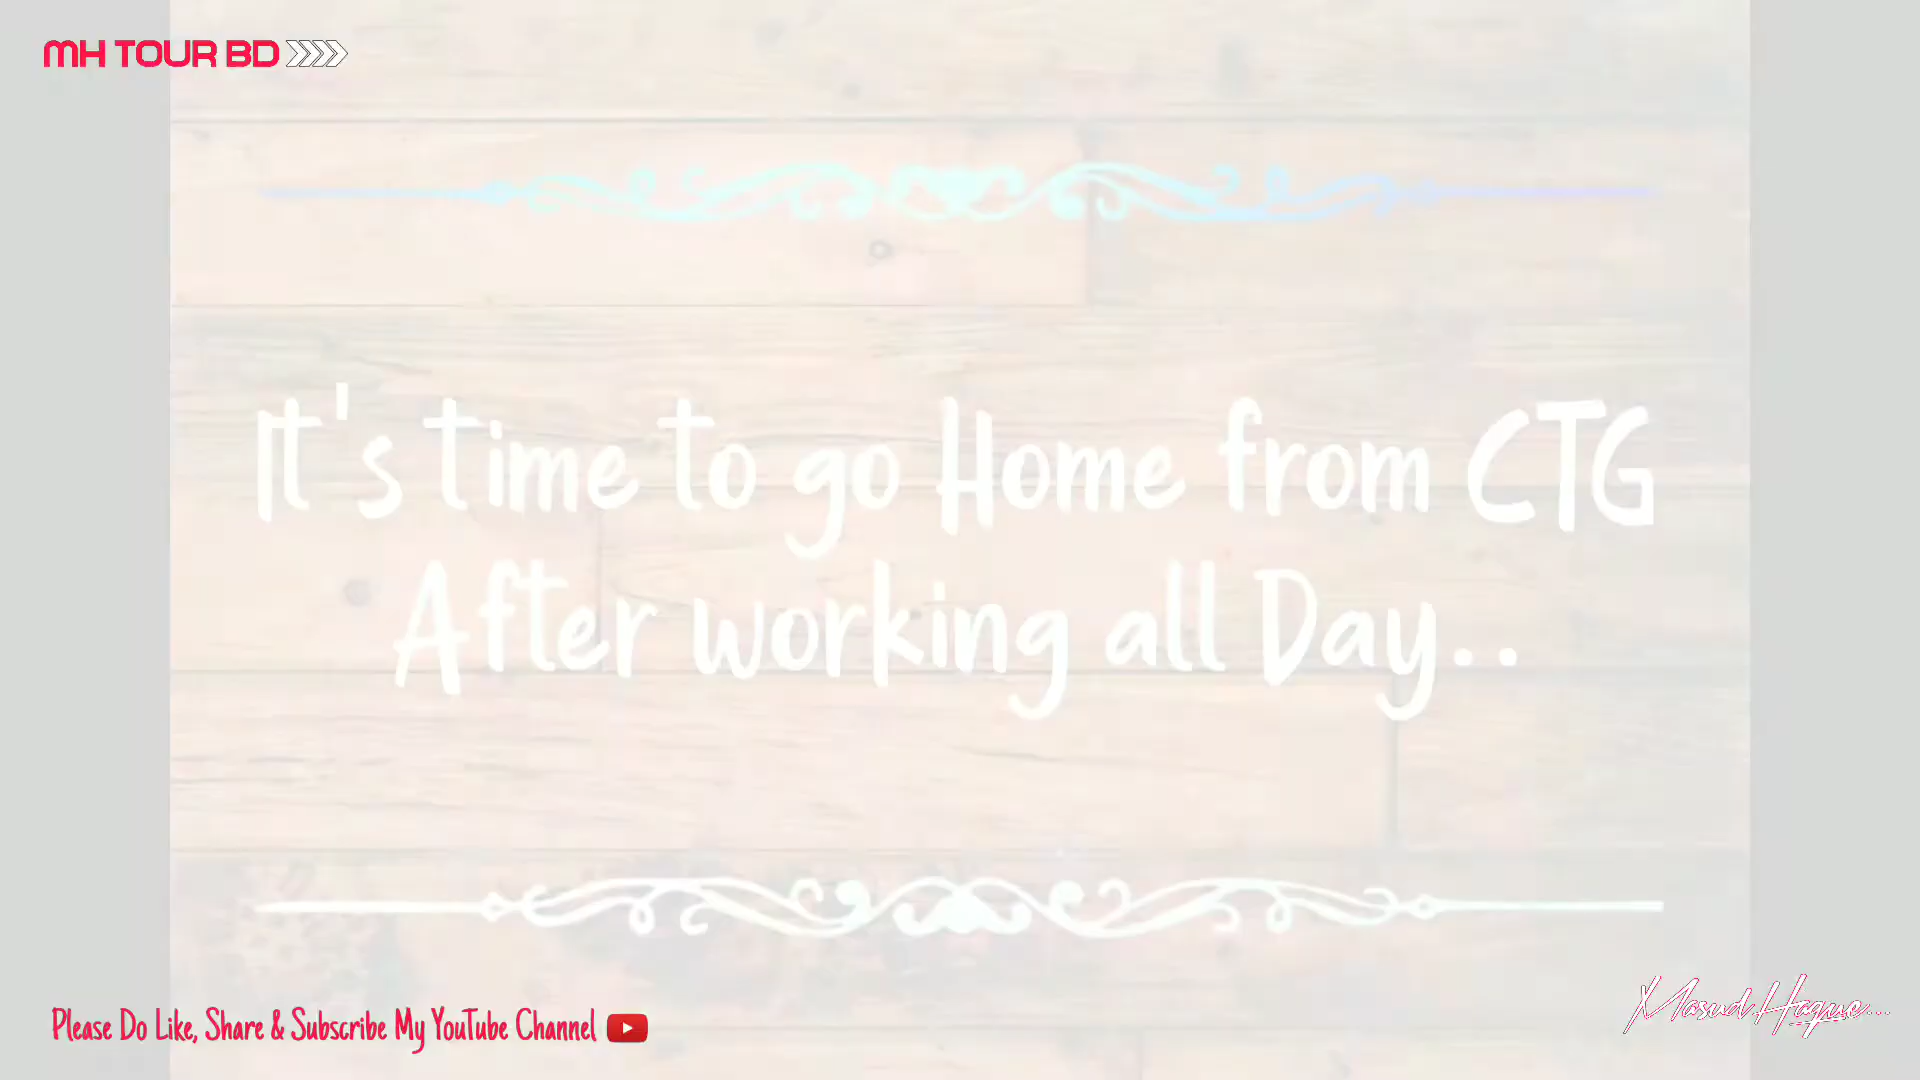 MH TOUR BD
It's time to go Home from CTG
After working all Day..
Please Do Like, Share & Subscribe My YouTube Channel
Masud Haque...